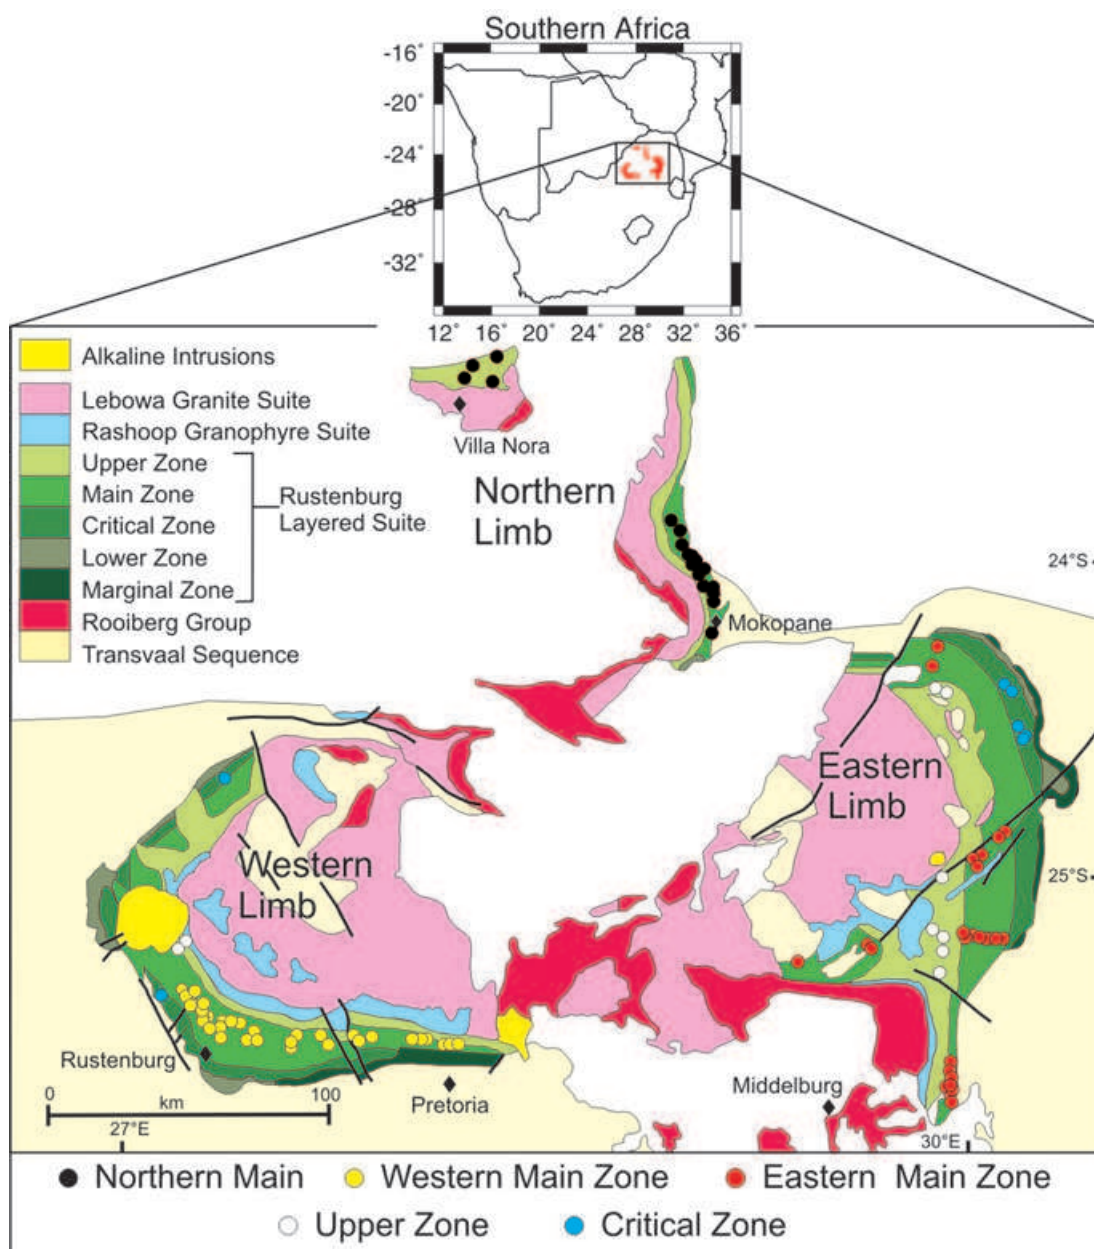 Southern Africa
-16°
-20°
-24°
-28°
-32°
12° 16° 20° 24° 28° 32° 36°
Alkaline Intrusions
Lebowa Granite Suite
Rashoop Granophyre Suite
Upper Zone
Main Zone
Critical Zone
Lower Zone
Marginal Zone
Rustenburg
Layered Suite
Rooiberg Group
Transvaal Sequence
Villa Nora
Northern
Limb
24°S
Mokopane
Eastern
Limb
Western
Limb
25°S
Rustenburg
Pretoria
Middelburg
0 100
km
27°E
30°E
Northern Main Western Main Zone Eastern Main Zone
Upper Zone Critical Zone